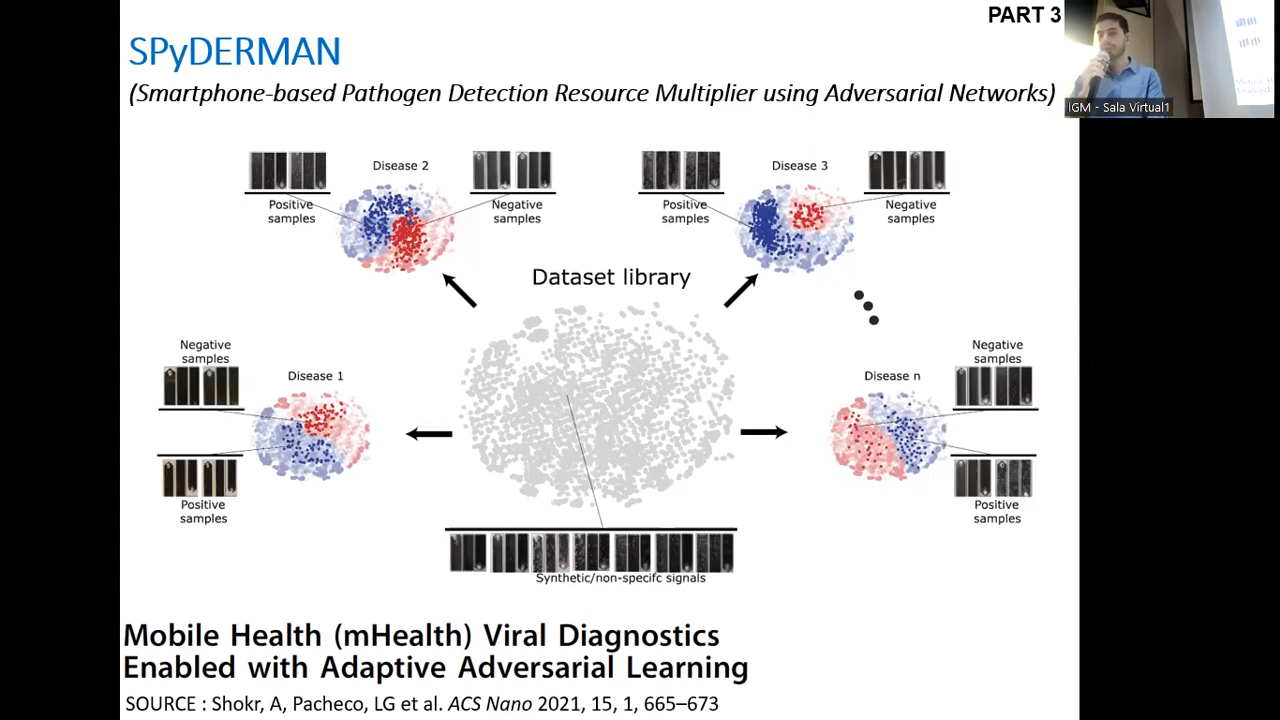 PART 3
SPyDERMAN
(Smartphone-based Pathogen Detection Resource Multiplier using Adversarial Networks)
IGM - Sala Virtual1
Disease 2
Positive
samples
Negative
samples
Disease 3
Positive
samples
Negative
samples
Dataset library
Negative
samples
Disease 1
Positive
samples
Negative
samples
Disease n
Positive
samples
Synthetic/non-specifc signals
Mobile Health (mHealth) Viral Diagnostics
Enabled with Adaptive Adversarial Learning
SOURCE : Shokr, A, Pacheco, LG et al. ACS Nano 2021, 15, 1, 665–673